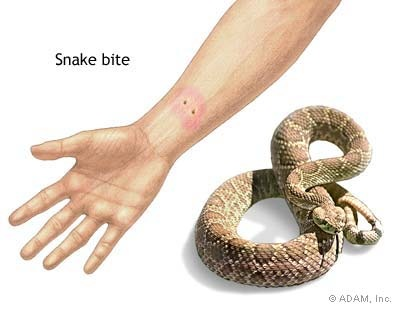 Snake bite
© ADAM, Inc.